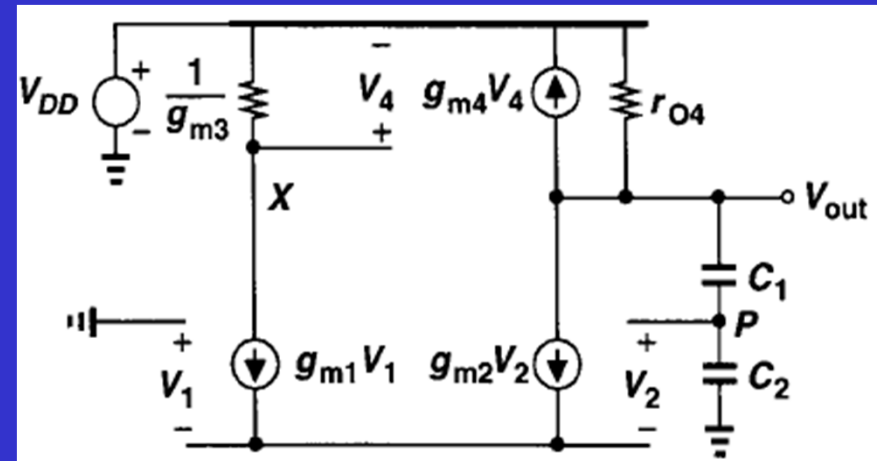 V_DD
+
−
1
g_m3
−
V_4
+
g_m4V_4
r_O4
X
V_out
C_1
P
+
V_1
−
g_m1V_1
g_m2V_2
+
V_2
−
C_2